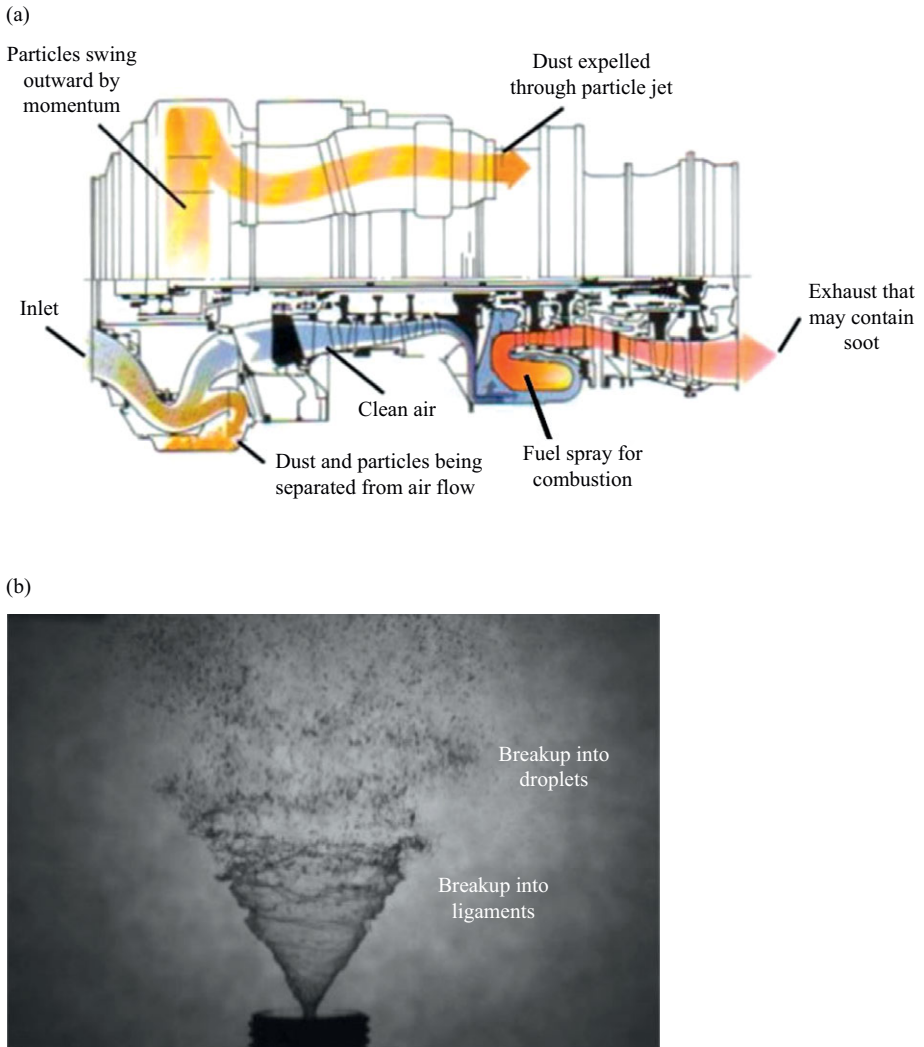 (a)
Particles swing
outward by
momentum
Dust expelled
through particle jet
Inlet
Exhaust that
may contain
soot
Clean air
Dust and particles being
separated from air flow
Fuel spray for
combustion
(b)
Breakup into
droplets
Breakup into
ligaments